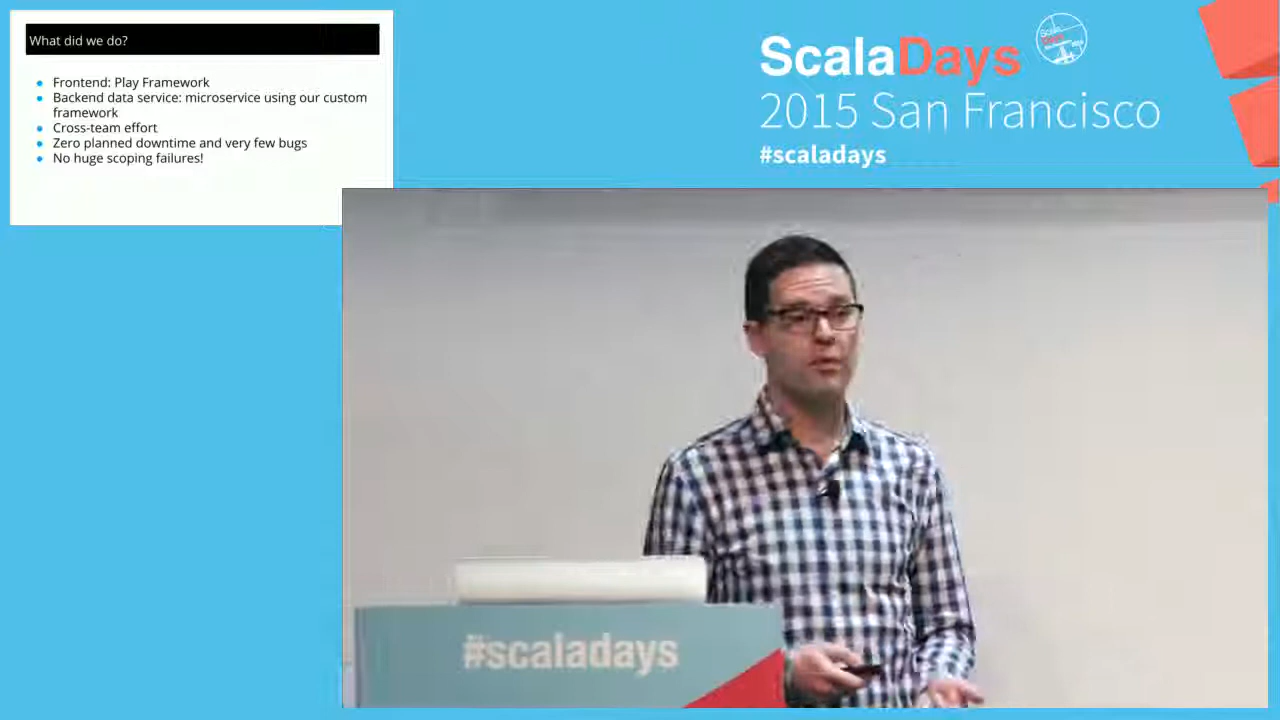 What did we do?
Frontend: Play Framework
Backend data service: microservice using our custom
framework
Cross-team effort
Zero planned downtime and very few bugs
No huge scoping failures!
ScalaDays
2015 San Francisco
#scaladays
#scaladays